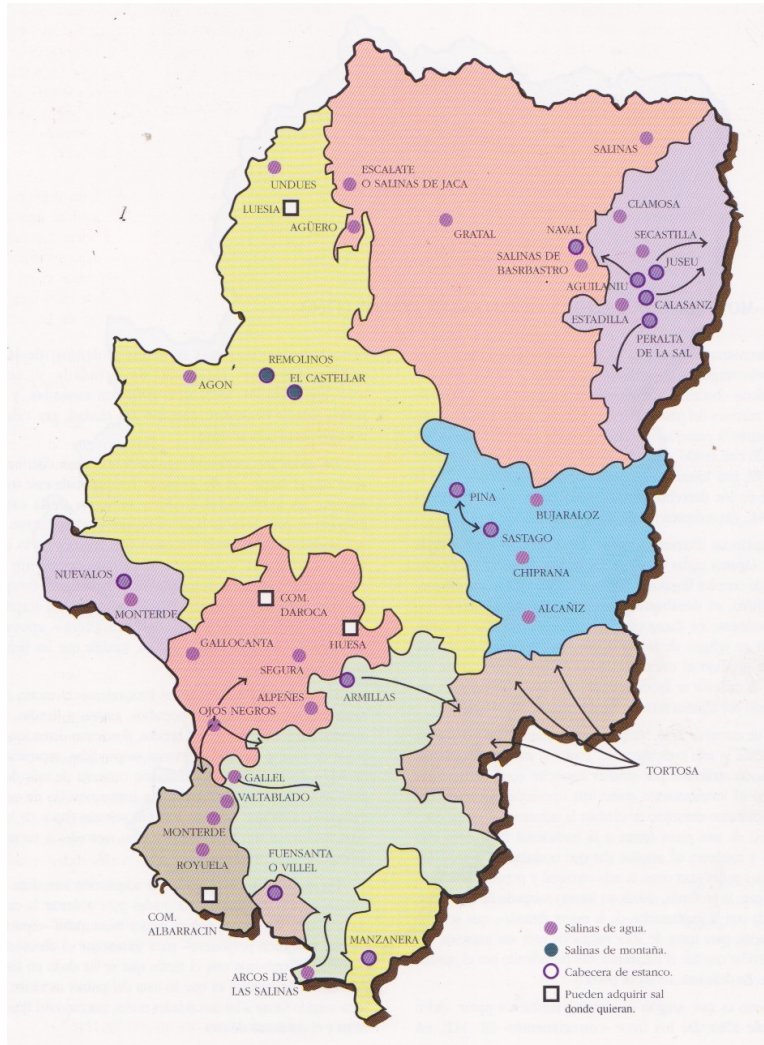 SALINAS
ESCALATE
O SALINAS DE JACA
UNDUES
LUESIA
AGÜERO
GRATAL
CLAMOSA
NAVAL
SECASTILLA
SALINAS DE
BASRBASTRO
JUSEU
AGUILANIU
CALASANZ
ESTADILLA
PERALTA
DE LA SAL
REMOLINOS
EL CASTELLAR
AGON
PINA
BUJARALOZ
SASTAGO
CHIPRANA
NUEVALOS
MONTERDE
COM.
DAROCA
ALCAÑIZ
HUESA
GALLOCANTA
SEGURA
ALPEÑES
ARMILLAS
OJOS NEGROS
TORTOSA
GALLEL
VALTABLADO
MONTERDE
ROYUELA
FUENSANTA
O VILLEL
COM.
ALBARRACIN
MANZANERA
ARCOS DE
LAS SALINAS
Salinas de agua.
Salinas de montaña.
Cabecera de estanco.
Pueden adquirir sal
donde quieran.